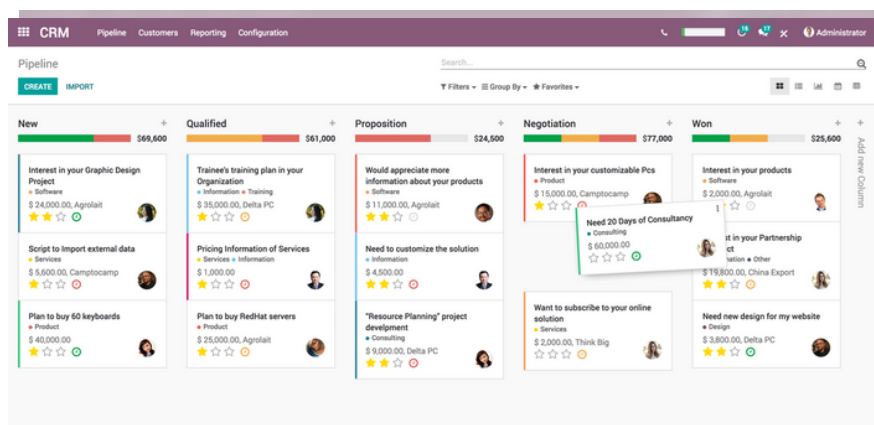 CRM Pipeline Customers Reporting Configuration 15 17 Administrator
Pipeline Search...
CREATE IMPORT Filters Group By Favorites
New + Qualified + Proposition + Negotiation + Won + +
$69,600 $61,000 $24,500 $77,000 $25,600
Add new Column
Interest in your Graphic Design
Project
Software
$ 24,000.00, Agrolait
Script to Import external data
Services
$ 5,600.00, Camptocamp
Plan to buy 60 keyboards
Product
$ 40,000.00
Trainee's training plan in your
Organization
Information Training
$ 35,000.00, Delta PC
Pricing Information of Services
Services Information
$ 1,000.00
Plan to buy RedHat servers
Product
$ 25,000.00, Agrolait
Would appreciate more
information about your products
Software
$ 11,000.00, Agrolait
Need to customize the solution
Information
$ 4,500.00
"Resource Planning" project
develpment
Consulting
$ 9,000.00, Delta PC
Interest in your customizable Pcs
Product
$ 15,000.00, Camptocamp
Need 20 Days of Consultancy
Consulting
$ 60,000.00
Want to subscribe to your online
solution
Services
$ 2,000.00, Think Big
Interest in your products
Software
$ 2,000.00, Agrolait
in your Partnership
Other
$ 19,800.00, China Export
Need new design for my website
Design
$ 3,800.00, Delta PC